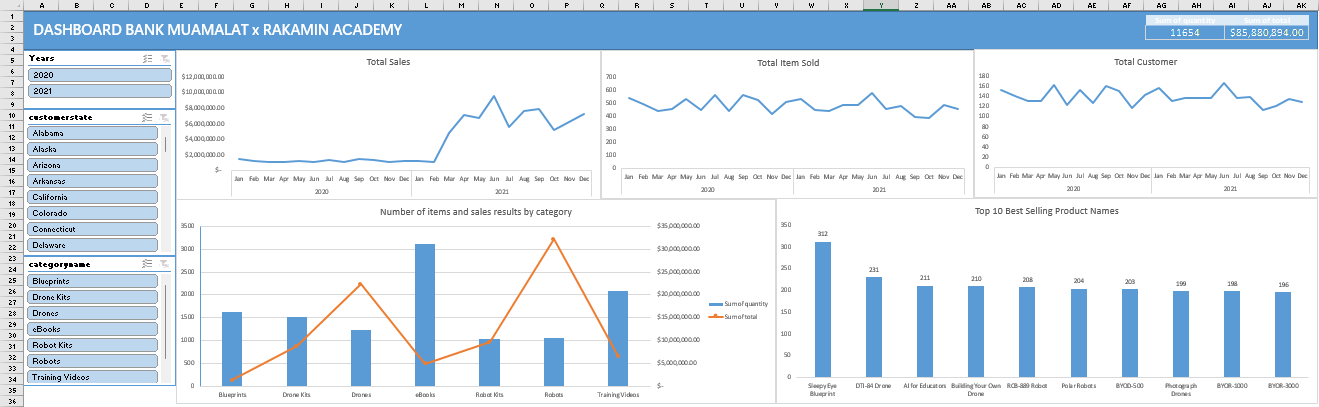 A B C D E F G H I J K L M N O P Q R S T U V W X Y Z AA AB AC AD AE AF AG AH AI AJ AK
1
2
3
4
5
6
7
8
9
10
11
12
13
14
15
16
17
18
19
20
21
22
23
24
25
26
27
28
29
30
31
32
33
34
35
36
DASHBOARD BANK MUAMALAT x RAKAMIN ACADEMY
Sum of quantity Sum of total
11654 $85,880,894.00
Years
2020
2021
customerstate
Alabama
Alaska
Arizona
Arkansas
California
Colorado
Connecticut
Delaware
categoryname
Blueprints
Drone Kits
Drones
eBooks
Robot Kits
Robots
Training Videos
Total Sales
$12,000,000.00
$10,000,000.00
$8,000,000.00
$6,000,000.00
$4,000,000.00
$2,000,000.00
$-
Jan Feb Mar Apr May Jun Jul Aug Sep Oct Nov Dec Jan Feb Mar Apr May Jun Jul Aug Sep Oct Nov Dec
2020 2021
Total Item Sold
700
600
500
400
300
200
100
0
Jan Feb Mar Apr May Jun Jul Aug Sep Oct Nov Dec Jan Feb Mar Apr May Jun Jul Aug Sep Oct Nov Dec
2020 2021
Total Customer
180
160
140
120
100
80
60
40
20
0
Jan Feb Mar Apr May Jun Jul Aug Sep Oct Nov Dec Jan Feb Mar Apr May Jun Jul Aug Sep Oct Nov Dec
2020 2021
Number of items and sales results by category
3500
3000
2500
2000
1500
1000
500
0
$35,000,000.00
$30,000,000.00
$25,000,000.00
$20,000,000.00
$15,000,000.00
$10,000,000.00
$5,000,000.00
$-
Sum of quantity
Sum of total
Blueprints Drone Kits Drones eBooks Robot Kits Robots Training Videos
Top 10 Best Selling Product Names
350
300
250
200
150
100
50
0
312 231 211 210 208 204 203 199 198 196
Sleepy Eye DTI-84 Drone AI for Educators Building Your Own RCB-889 Robot Polar Robots BYOD-500 Photograph BYOR-1000 BYOR-3000
Blueprint Drone Drones